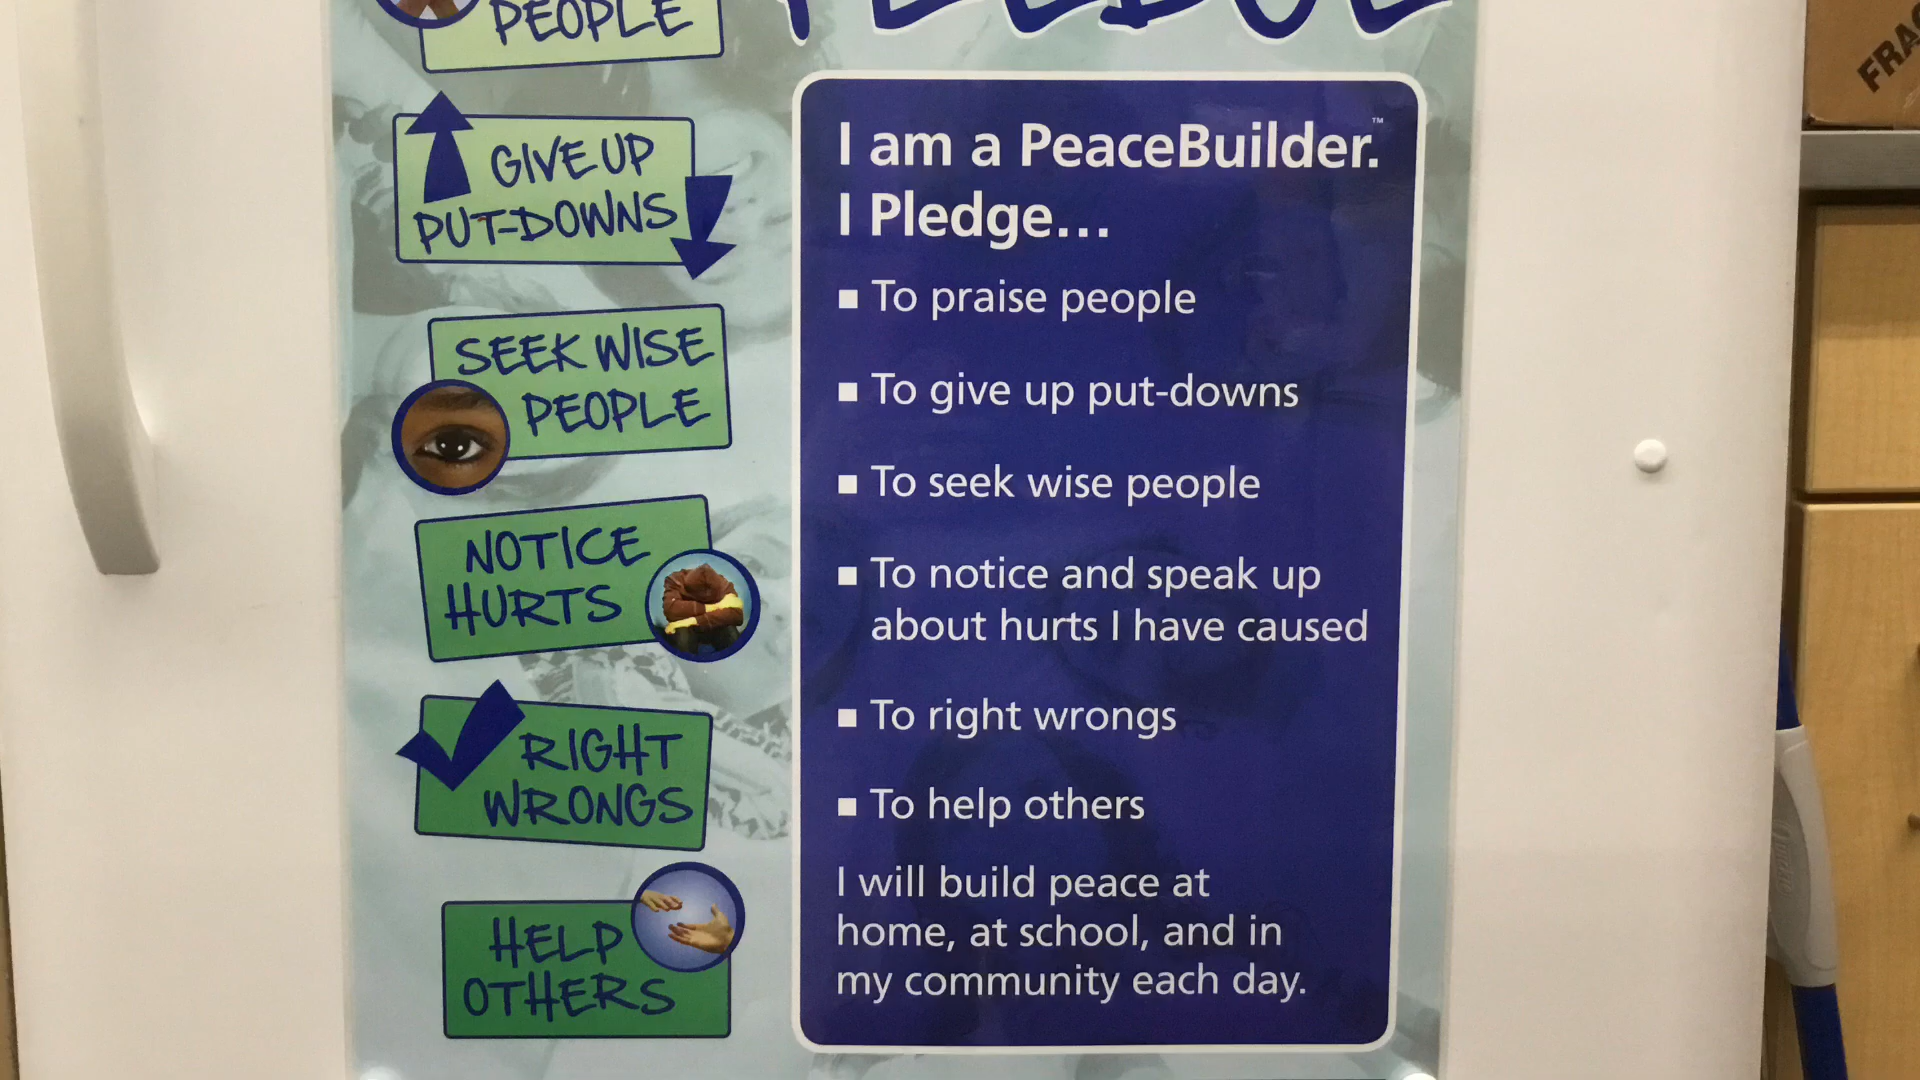 PEOPLE
GIVE UP
PUT-DOWNS
SEEK WISE
PEOPLE
NOTICE
HURTS
RIGHT
WRONGS
HELP
OTHERS
PLEDGE
I am a PeaceBuilder.™
I Pledge...
▪ To praise people
▪ To give up put-downs
▪ To seek wise people
▪ To notice and speak up
about hurts I have caused
▪ To right wrongs
▪ To help others
I will build peace at
home, at school, and in
my community each day.